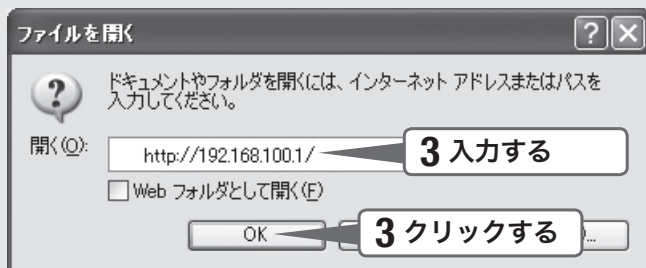 ファイルを開く
ドキュメントやフォルダを開くには、インターネット アドレスまたはパスを
入力してください。
開く(O):
http://192.168.100.1/
3 入力する
Web フォルダとして開く(F)
OK
3 クリックする
...